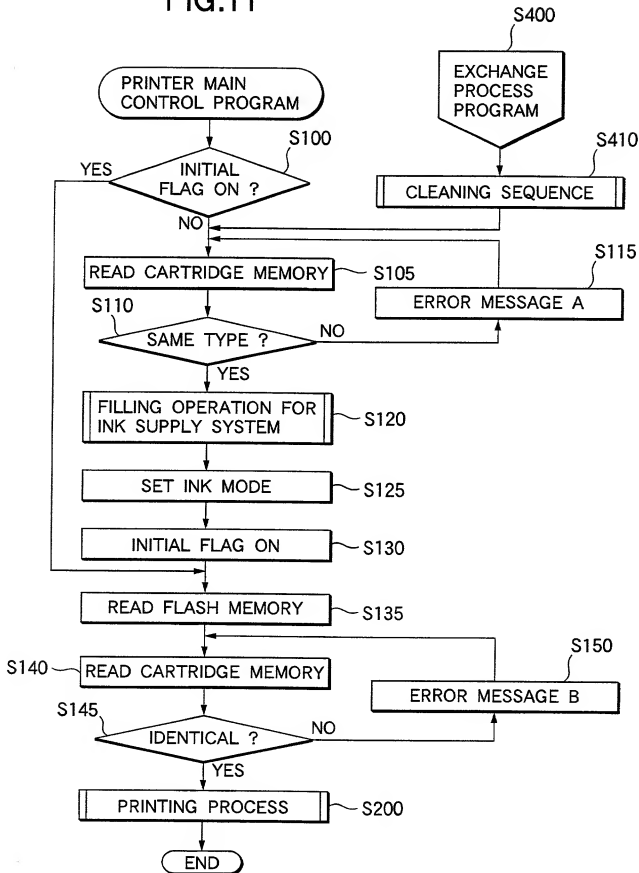 FIG.11
S400
PRINTER MAIN
CONTROL PROGRAM
EXCHANGE
PROCESS
PROGRAM
S100
S410
YES
INITIAL
FLAG ON ?
CLEANING SEQUENCE
NO
S115
READ CARTRIDGE MEMORY
S105
ERROR MESSAGE A
S110
SAME TYPE ?
NO
YES
FILLING OPERATION FOR
INK SUPPLY SYSTEM
S120
SET INK MODE
S125
INITIAL FLAG ON
S130
READ FLASH MEMORY
S135
S150
S140
READ CARTRIDGE MEMORY
ERROR MESSAGE B
S145
IDENTICAL ?
NO
YES
PRINTING PROCESS
S200
END